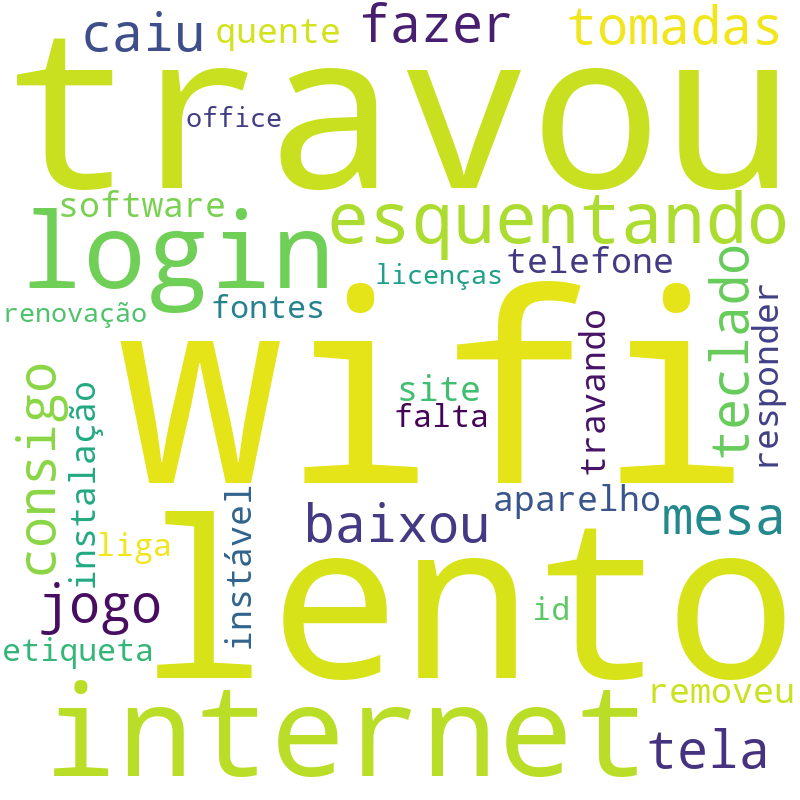 caiu
quente
fazer
tomadas
travou
office
software
login
esquentando
licenças
telefone
renovação
fontes
wifi
teclado
responder
travando
site
falta
consigo
instalação
liga
instável
baixou
aparelho
mesa
lento
jogo
id
etiqueta
internet
removeu
tela